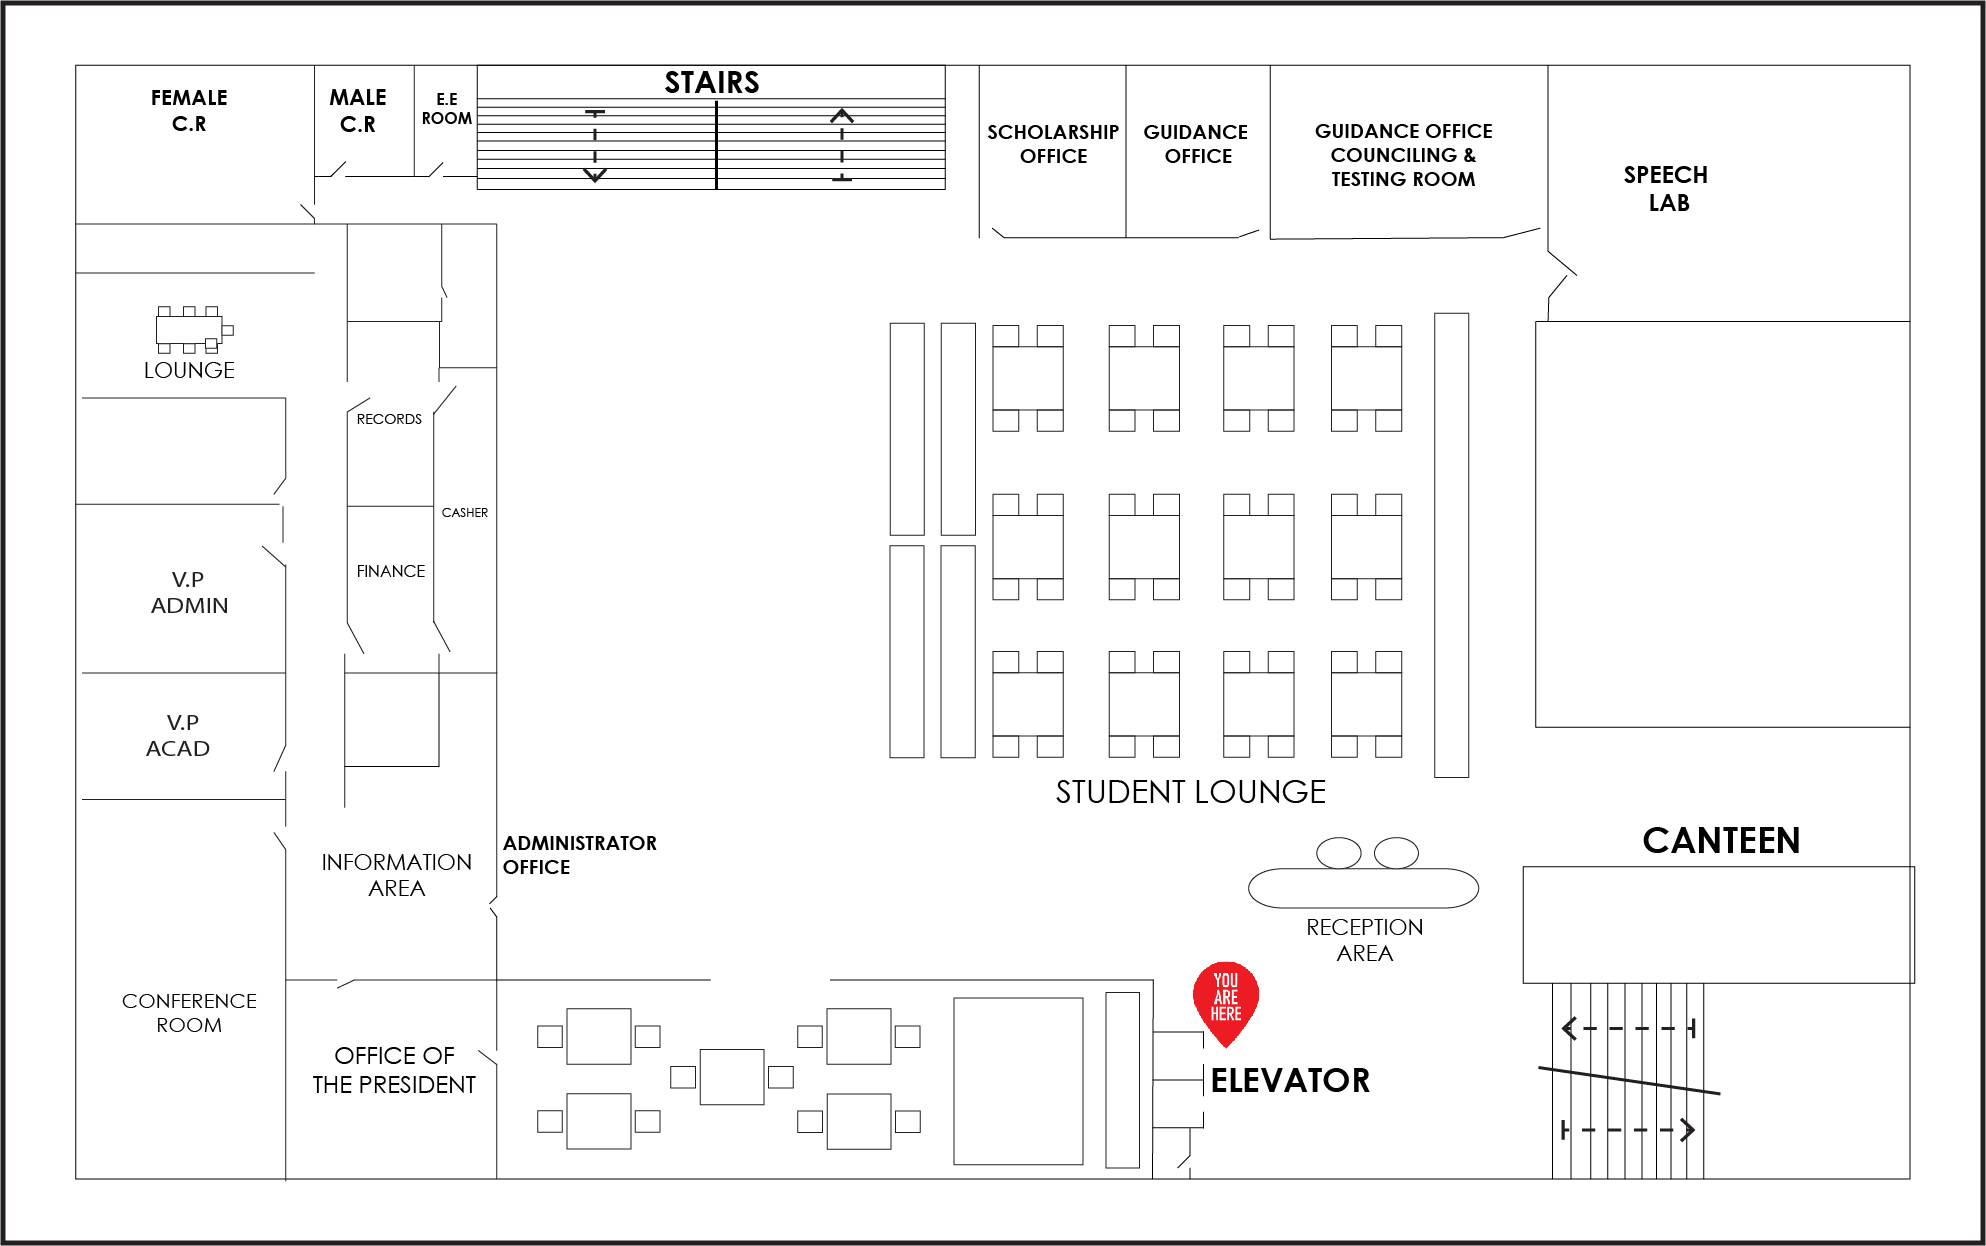 FEMALE
C.R
MALE
C.R
E.E
ROOM
STAIRS
SCHOLARSHIP
OFFICE
GUIDANCE
OFFICE
GUIDANCE OFFICE
COUNCILING &
TESTING ROOM
SPEECH
LAB
LOUNGE
RECORDS
CASHER
FINANCE
V.P
ADMIN
V.P
ACAD
STUDENT LOUNGE
ADMINISTRATOR
OFFICE
INFORMATION
AREA
CANTEEN
RECEPTION
AREA
YOU
ARE
HERE
CONFERENCE
ROOM
OFFICE OF
THE PRESIDENT
ELEVATOR